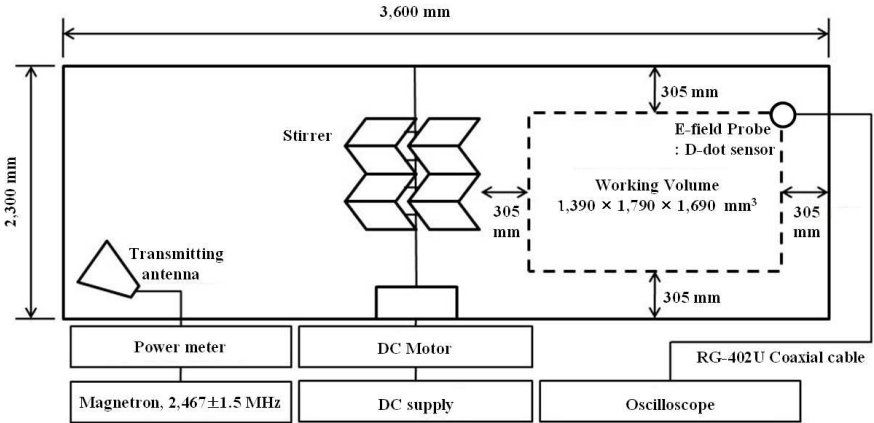 3,600 mm
2,300 mm
305 mm
Stirrer
E-field Probe
: D-dot sensor
Working Volume
1,390 × 1,790 × 1,690 mm³
305
mm
305
mm
Transmitting
antenna
305 mm
Power meter
DC Motor
RG-402U Coaxial cable
Magnetron, 2,467±1.5 MHz
DC supply
Oscilloscope